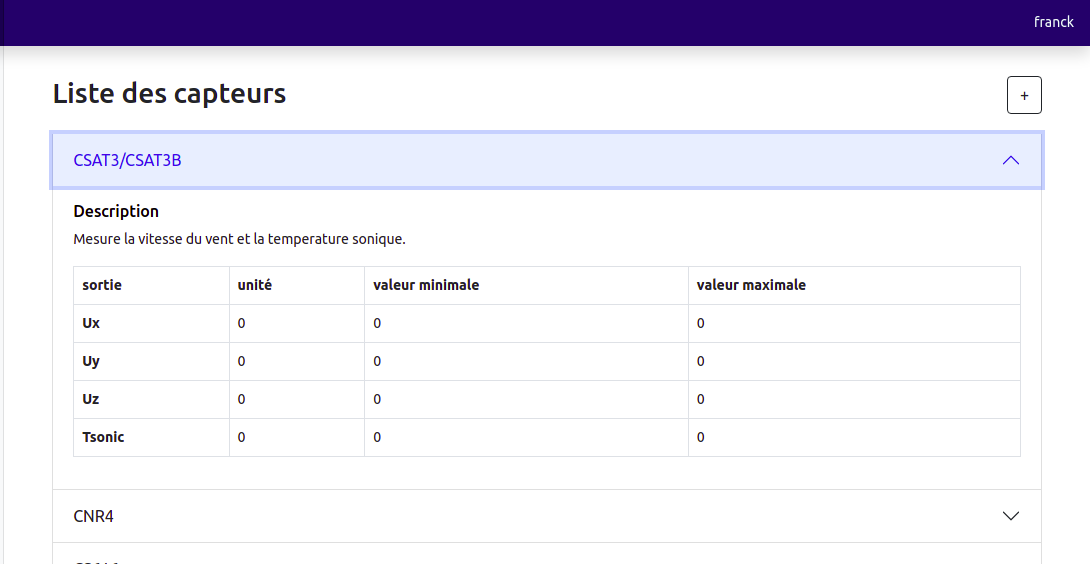 franck
Liste des capteurs
+
CSAT3/CSAT3B
Description
Mesure la vitesse du vent et la temperature sonique.
sortie unité valeur minimale valeur maximale
Ux 0 0 0
Uy 0 0 0
Uz 0 0 0
Tsonic 0 0 0
CNR4